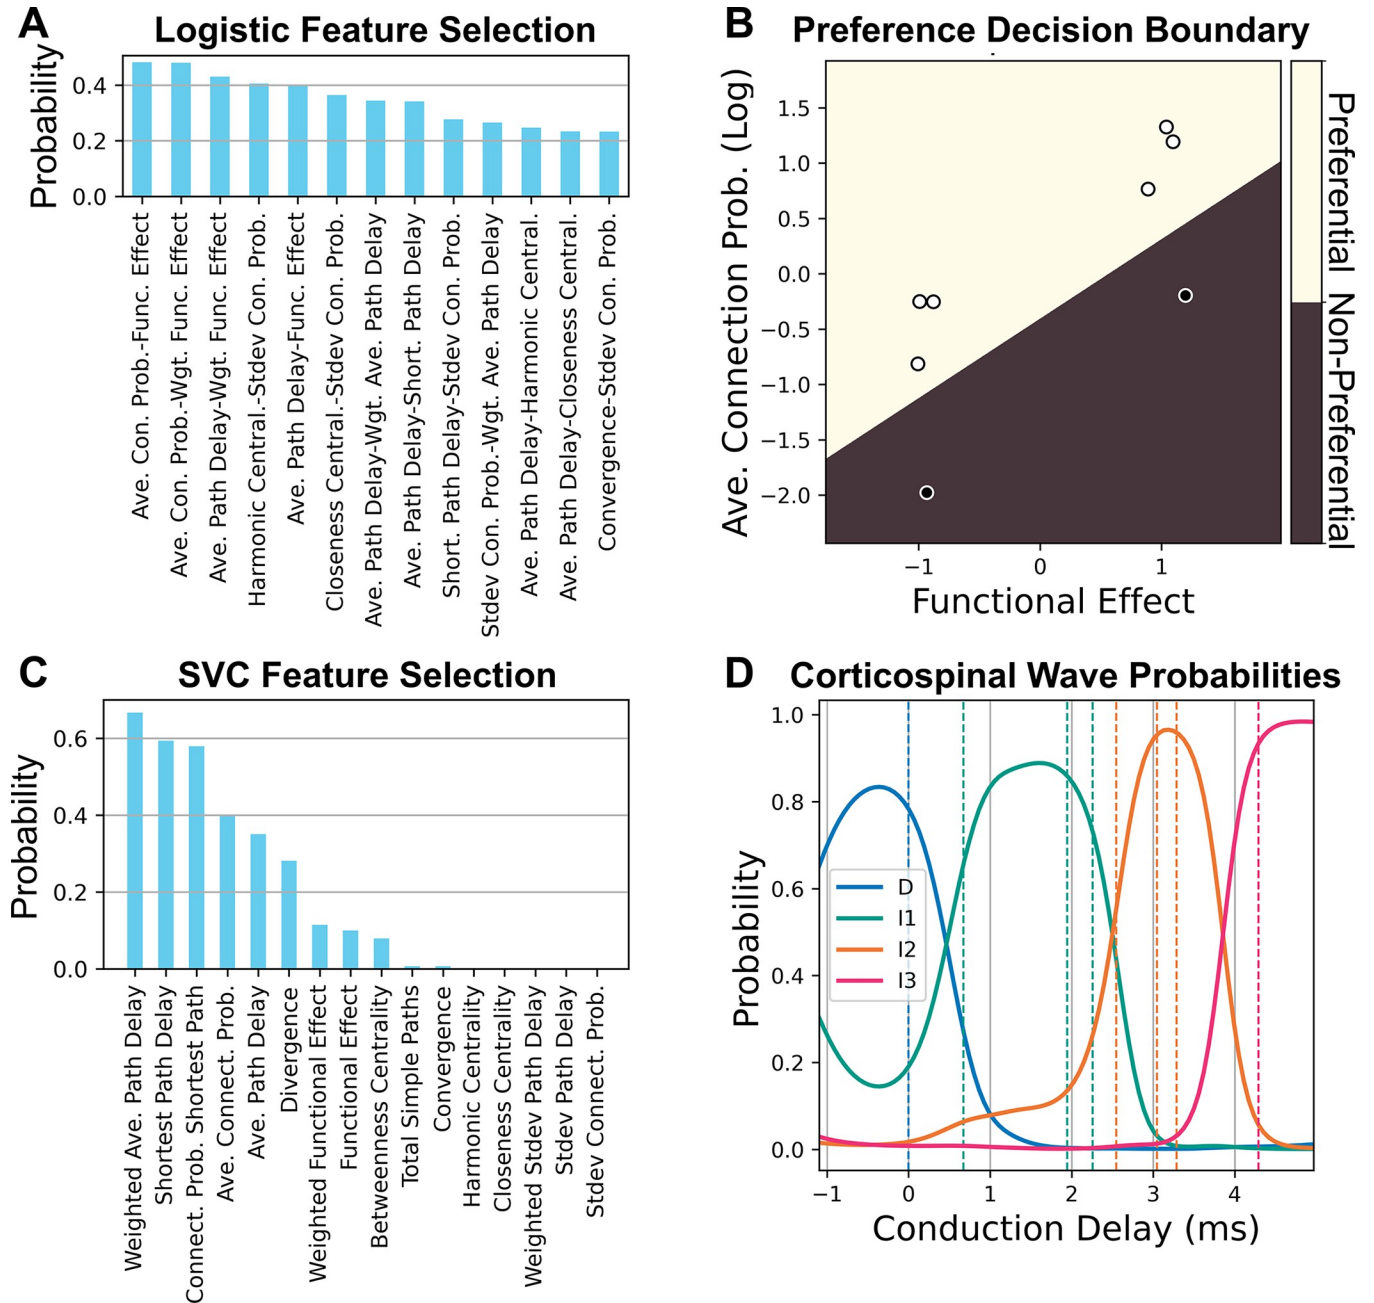 A
Logistic Feature Selection
Probability
0.4
0.2
0.0
Ave. Con. Prob.-Func. Effect
Ave. Con. Prob.-Wgt. Func. Effect
Ave. Path Delay-Wgt. Func. Effect
Harmonic Central.-Stdev Con. Prob.
Ave. Path Delay-Func. Effect
Closeness Central.-Stdev Con. Prob.
Ave. Path Delay-Wgt. Ave. Path Delay
Ave. Path Delay-Short. Path Delay
Short. Path Delay-Stdev Con. Prob.
Stdev Con. Prob.-Wgt. Ave. Path Delay
Ave. Path Delay-Harmonic Central.
Ave. Path Delay-Closeness Central.
Convergence-Stdev Con. Prob.
B
Preference Decision Boundary
Ave. Connection Prob. (Log)
1.5
1.0
0.5
0.0
−0.5
−1.0
−1.5
−2.0
−1
0
1
Functional Effect
Preferential
Non-Preferential
C
SVC Feature Selection
Probability
0.6
0.4
0.2
0.0
Weighted Ave. Path Delay
Shortest Path Delay
Connect. Prob. Shortest Path
Ave. Connect. Prob.
Ave. Path Delay
Divergence
Weighted Functional Effect
Functional Effect
Betweenness Centrality
Total Simple Paths
Convergence
Harmonic Centrality
Closeness Centrality
Weighted Stdev Path Delay
Stdev Path Delay
Stdev Connect. Prob.
D
Corticospinal Wave Probabilities
Probability
1.0
0.8
0.6
0.4
0.2
0.0
D
I1
I2
I3
−1
0
1
2
3
4
Conduction Delay (ms)